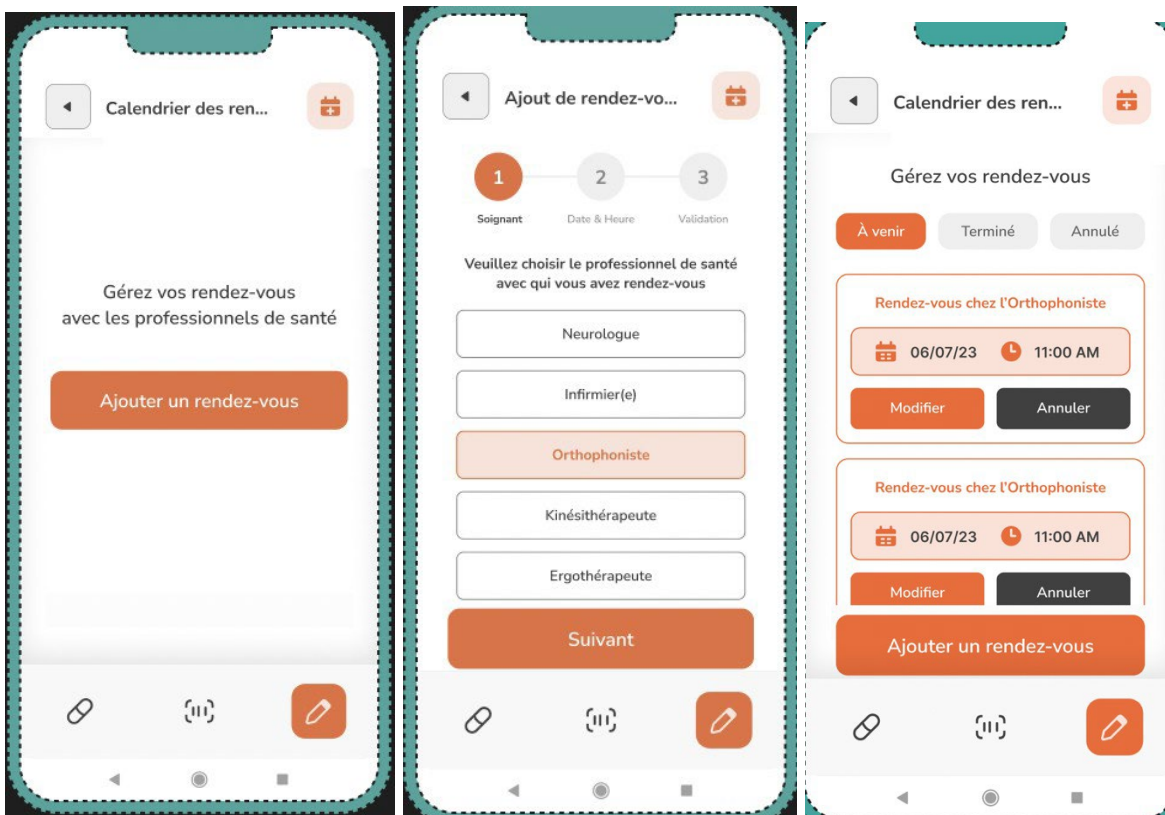 Calendrier des ren...
Gérez vos rendez-vous
avec les professionnels de santé
Ajouter un rendez-vous
Ajout de rendez-vo...
1
2
3
Soignant
Date & Heure
Validation
Veuillez choisir le professionnel de santé
avec qui vous avez rendez-vous
Neurologue
Infirmier(e)
Orthophoniste
Kinésithérapeute
Ergothérapeute
Suivant
Calendrier des ren...
Gérez vos rendez-vous
À venir
Terminé
Annulé
Rendez-vous chez l'Orthophoniste
06/07/23
11:00 AM
Modifier
Annuler
Rendez-vous chez l'Orthophoniste
06/07/23
11:00 AM
Modifier
Annuler
Ajouter un rendez-vous